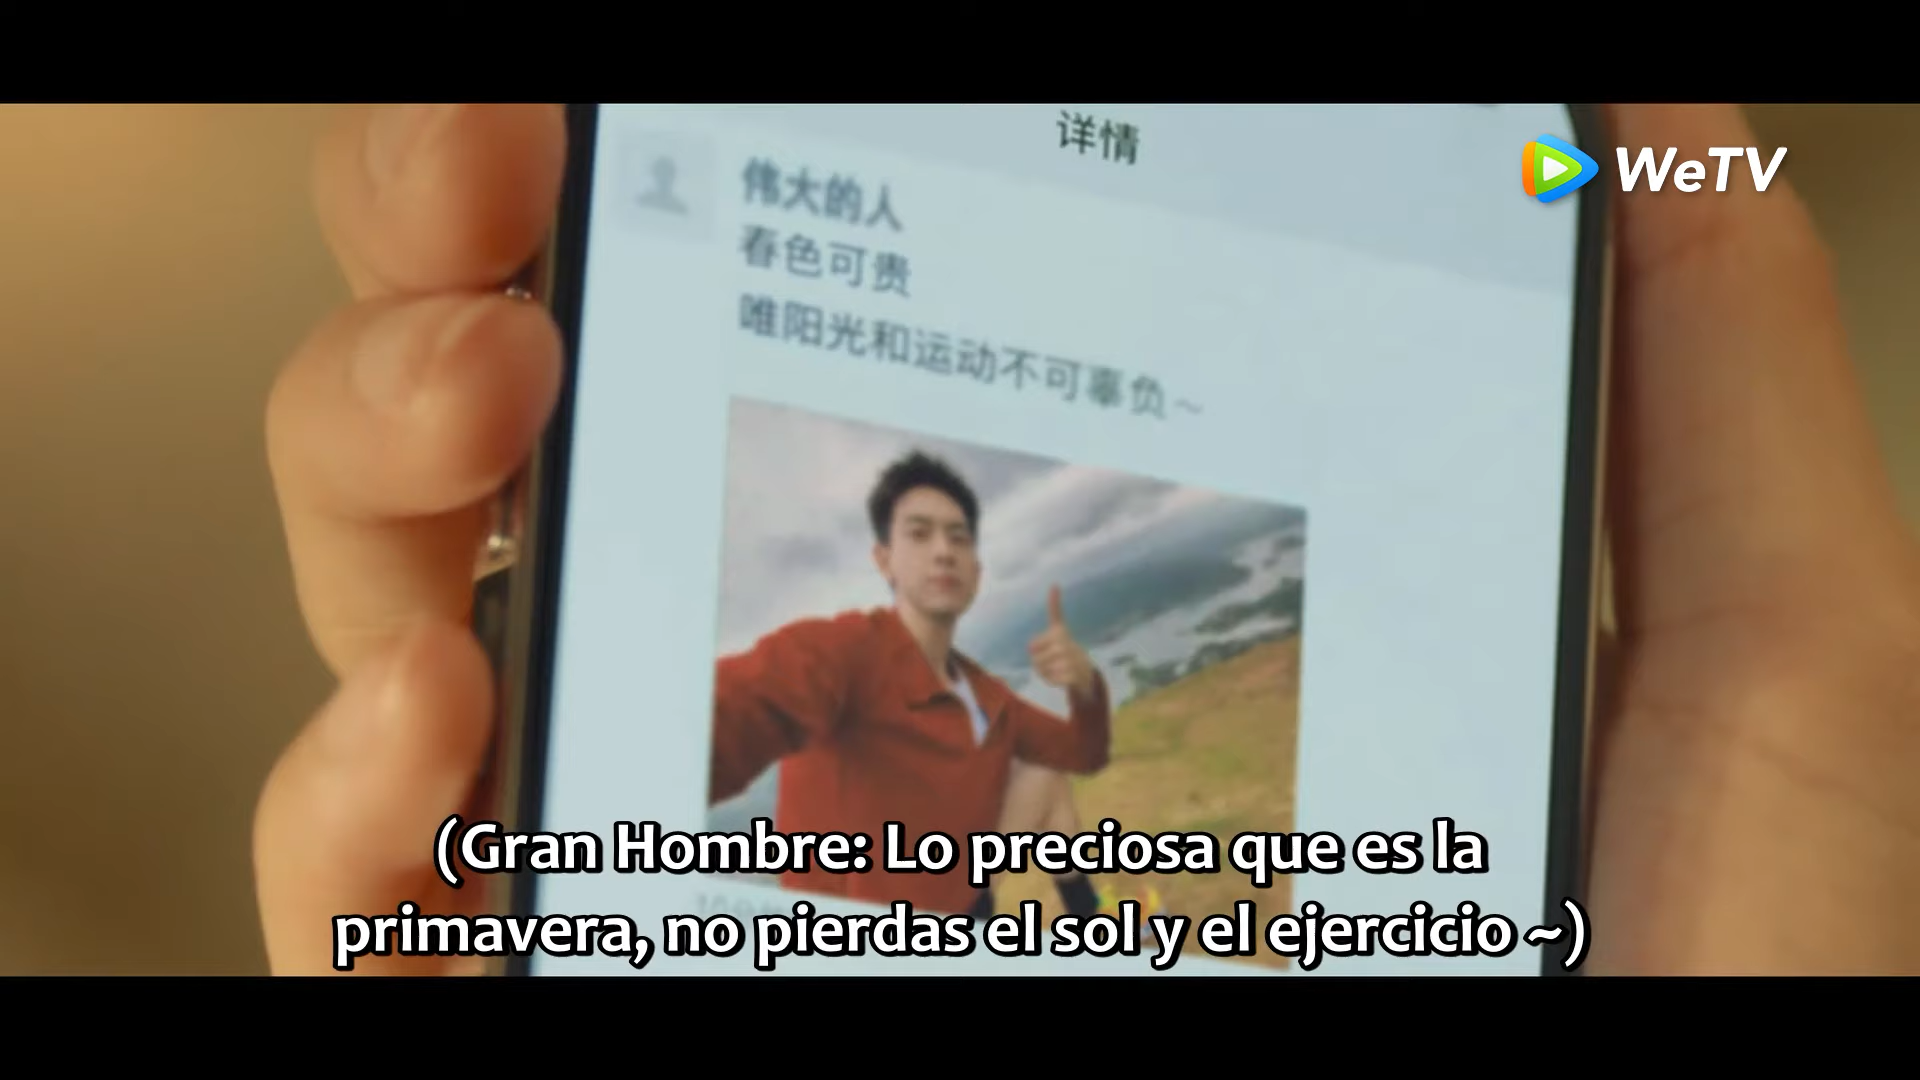 详情
WeTV
伟大的人
春色可贵
唯阳光和运动不可辜负~
(Gran Hombre: Lo preciosa que es la
primavera, no pierdas el sol y el ejercicio ~)